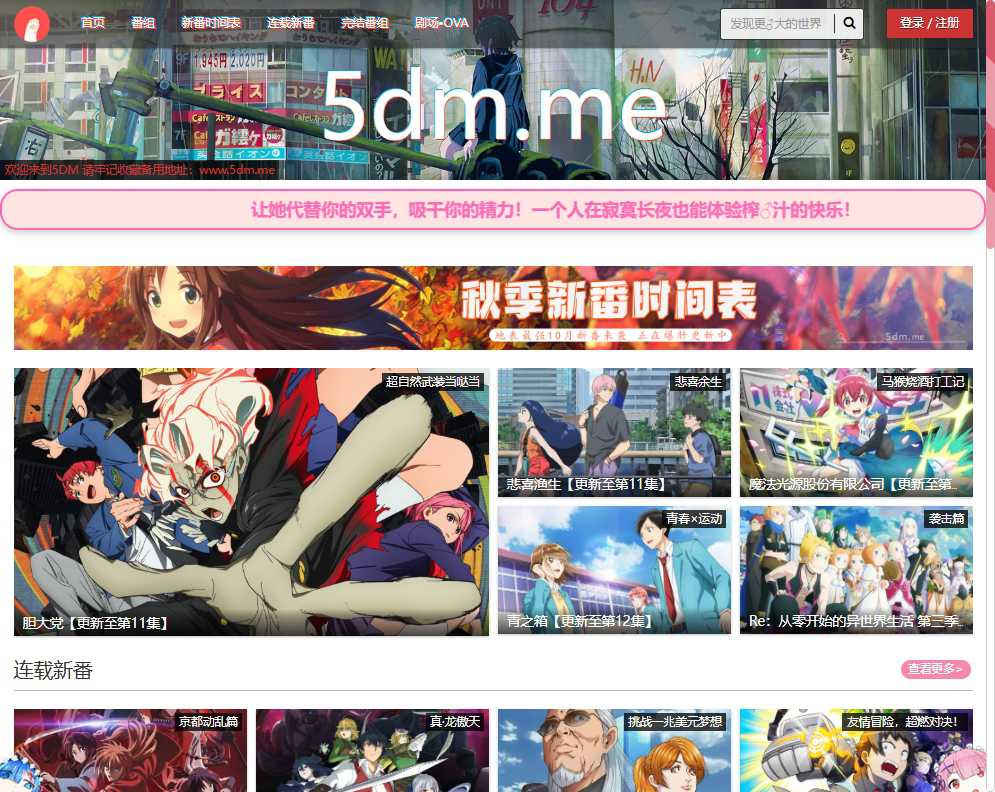 首页 番组 新番时间表 连载新番 完结番组 剧场•OVA 发现更♂大的世界 登录 / 注册
5dm.me
欢迎来到5DM 请牢记收藏备用地址：www.5dm.me
让她代替你的双手，吸干你的精力！一个人在寂寞长夜也能体验榨♂汁的快乐！
秋季新番时间表
地表最强10月新番来袭 正在爆肝更新中
5dm.me
超自然武装当哒当
悲喜余生
马猴烧酒打工记
悲喜渔生【更新至第11集】
魔法光源股份有限公司【更新至第...
青春×运动
袭击篇
胆大党【更新至第11集】
青之箱【更新至第12集】
Re：从零开始的异世界生活 第三季...
连载新番
查看更多>
京都动乱篇
真·龙傲天
挑战一兆美元梦想
友情冒险，超燃对决！